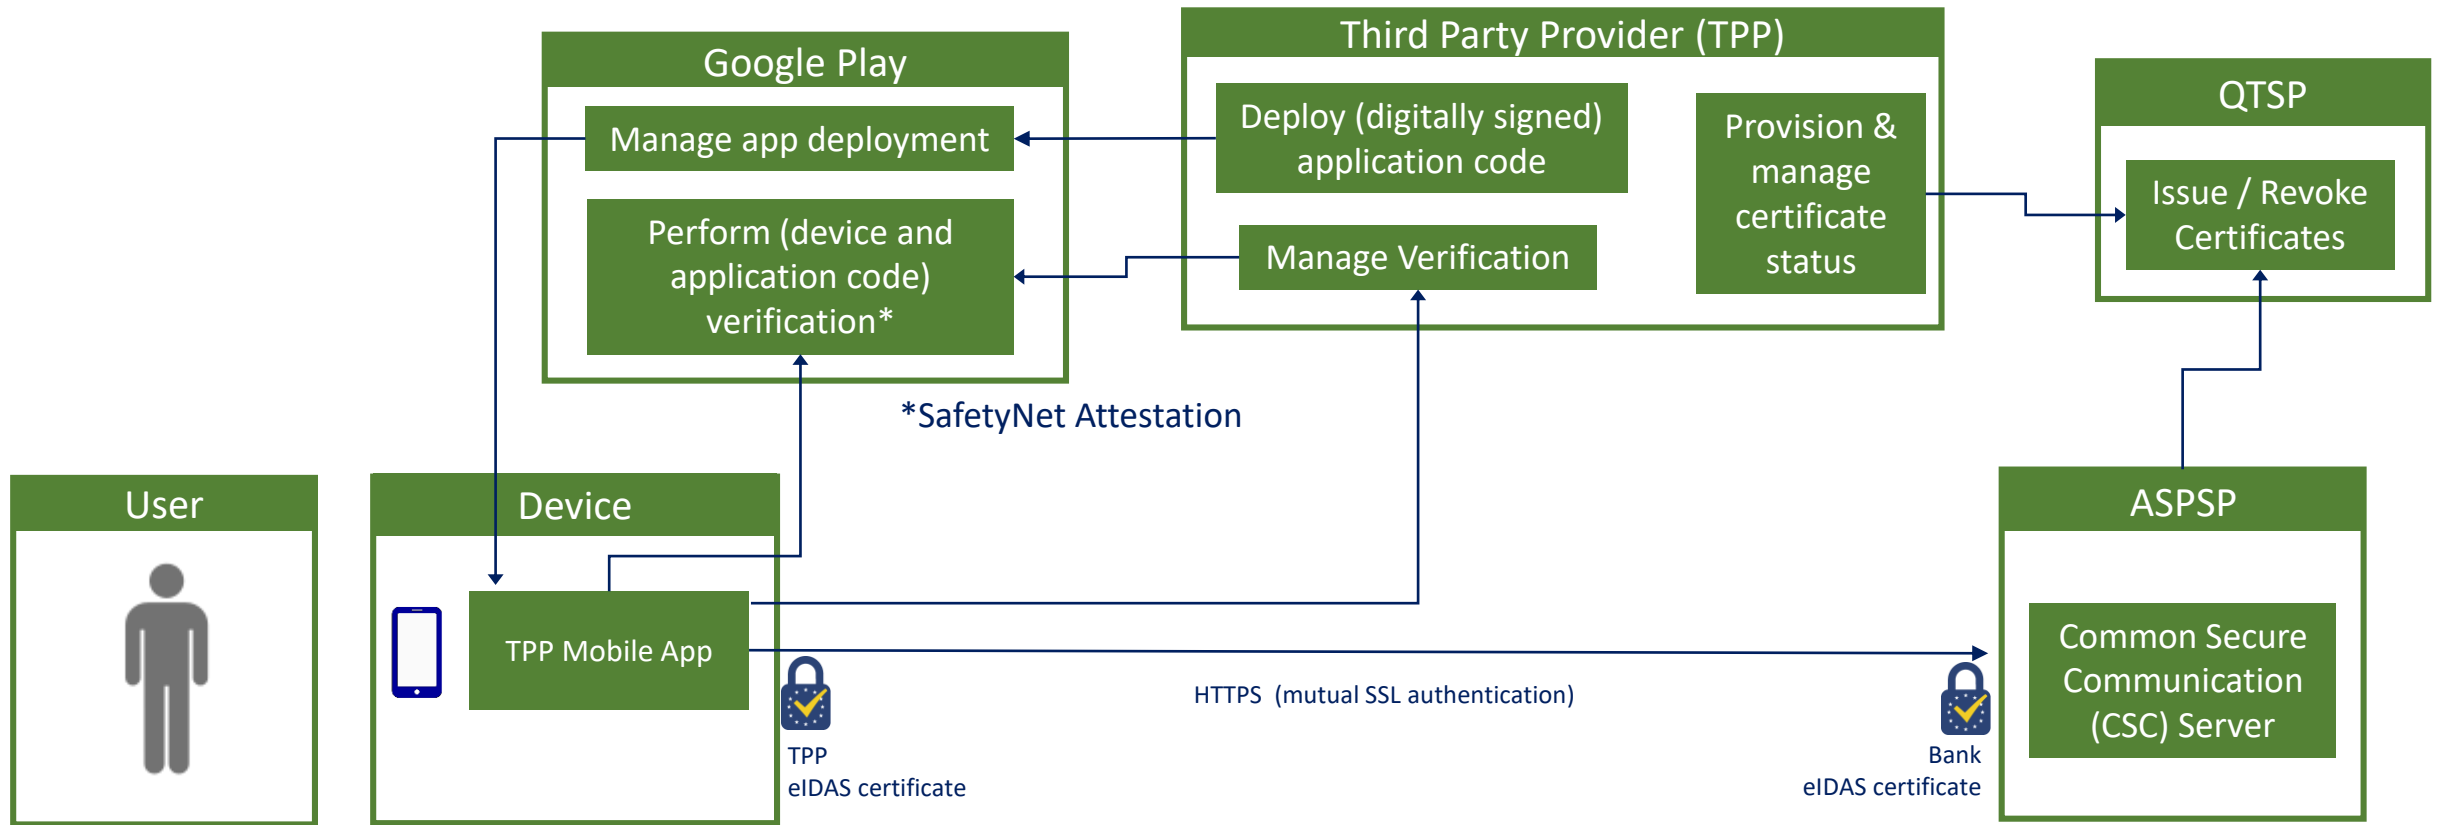 Third Party Provider (TPP)
Google Play
QTSP
Manage app deployment
Deploy (digitally signed)
application code
Provision &
manage
certificate
status
Issue / Revoke
Certificates
Perform (device and
application code)
verification*
Manage Verification
*SafetyNet Attestation
User
Device
ASPSP
TPP Mobile App
Common Secure
Communication
(CSC) Server
HTTPS (mutual SSL authentication)
TPP
eIDAS certificate
Bank
eIDAS certificate